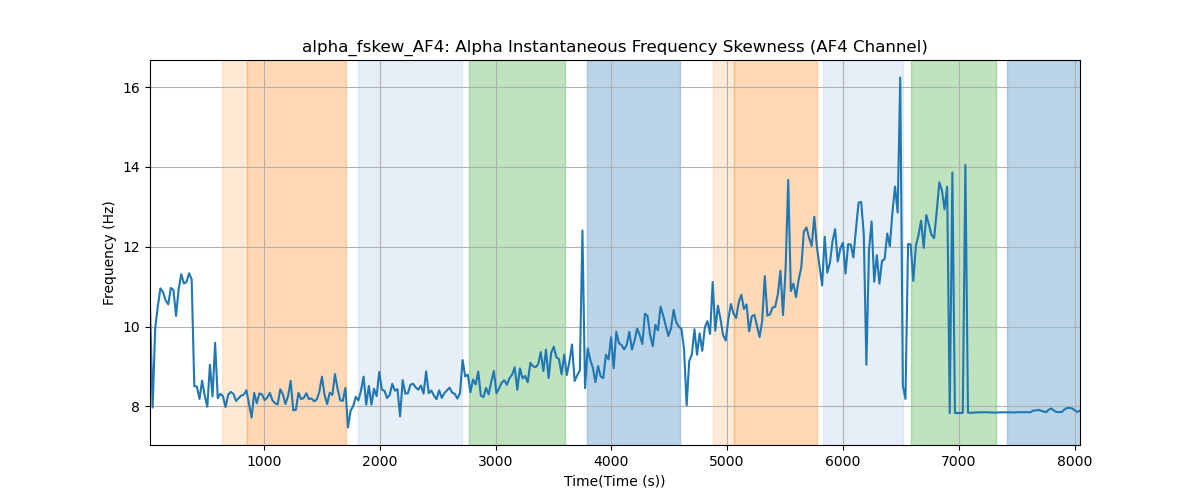 alpha_fskew_AF4: Alpha Instantaneous Frequency Skewness (AF4 Channel)
Frequency (Hz)
16
14
12
10
8
1000 2000 3000 4000 5000 6000 7000 8000
Time(Time (s))